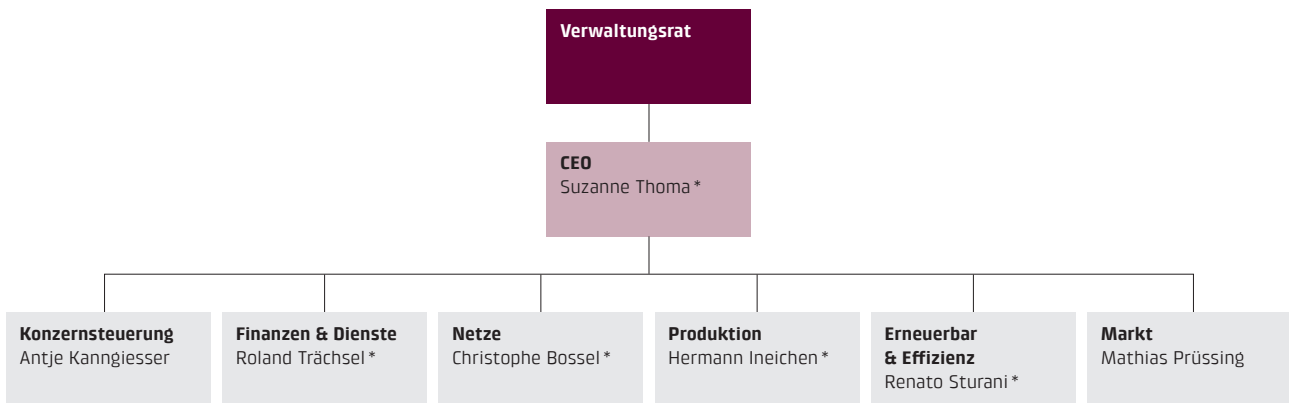 Verwaltungsrat
CEO
Suzanne Thoma *
Konzernsteuerung
Antje Kanngiesser
Finanzen & Dienste
Roland Trächsel *
Netze
Christophe Bossel *
Produktion
Hermann Ineichen *
Erneuerbar
& Effizienz
Renato Sturani *
Markt
Mathias Prüssing